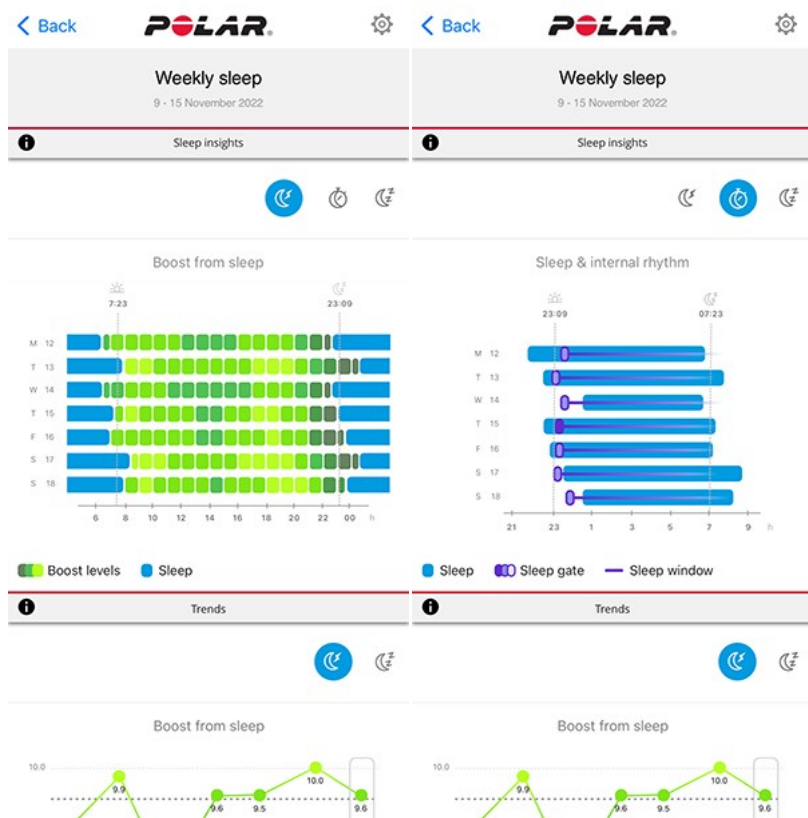 Back
POLAR
Weekly sleep
9 - 15 November 2022
Sleep insights
Boost from sleep
7:23
23:09
M 12
T 13
W 14
T 15
F 16
S 17
S 18
6 8 10 12 14 16 18 20 22 00 h
Boost levels Sleep
Trends
Boost from sleep
10.0
9.9
9.6
9.5
10.0
9.6
Back
POLAR
Weekly sleep
9 - 15 November 2022
Sleep insights
Sleep & internal rhythm
23:09
07:23
M 12
T 13
W 14
T 15
F 16
S 17
S 18
21 23 1 3 5 7 9 h
Sleep Sleep gate Sleep window
Trends
Boost from sleep
10.0
9.9
9.6
9.5
10.0
9.6